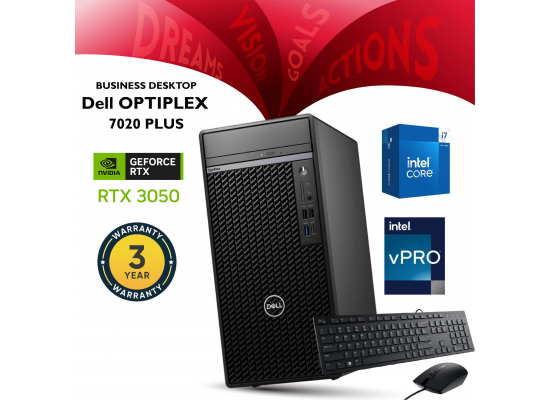 DREAMS
VISION
GOALS
ACTIONS
BUSINESS DESKTOP
Dell OPTIPLEX
7020 PLUS
NVIDIA
GEFORCE
RTX
RTX 3050
WARRANTY
3
YEAR
WARRANTY
DELL
i7
intel
CORE
intel
vPRO
DELL